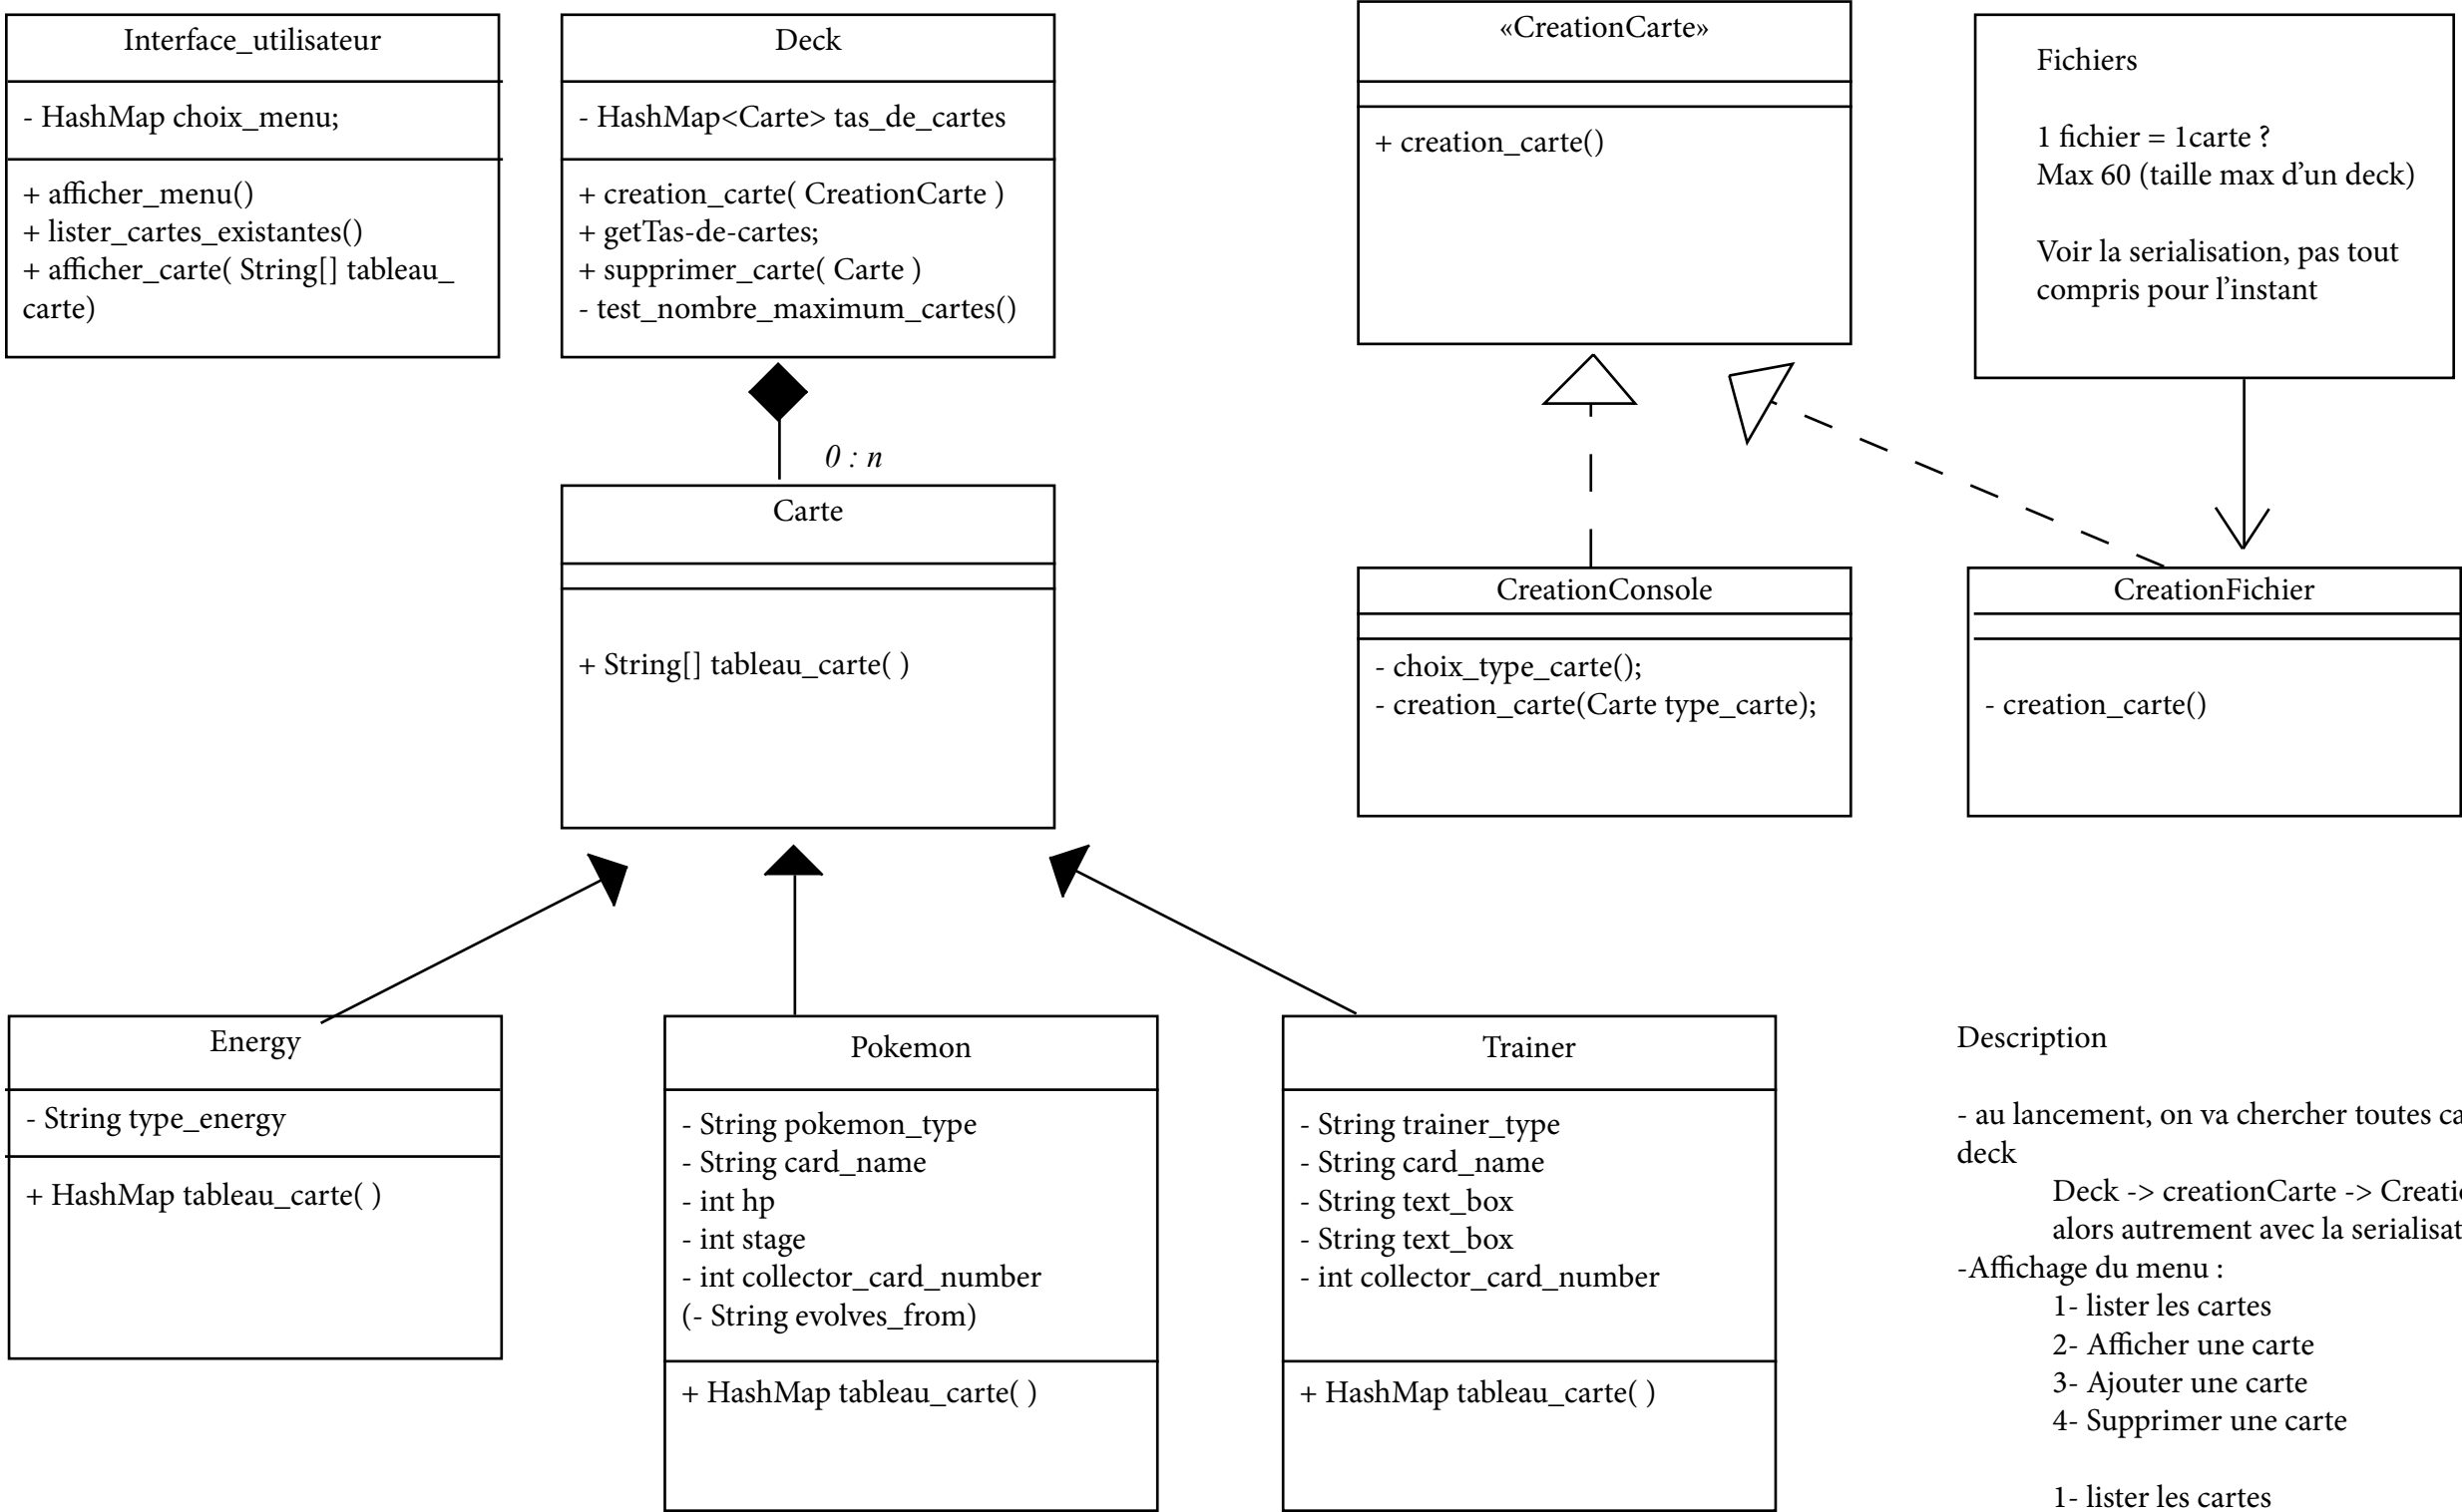 Interface_utilisateur
- HashMap choix_menu;
+ afficher_menu()
+ lister_cartes_existantes()
+ afficher_carte( String[] tableau_
carte)
Deck
- HashMap<Carte> tas_de_cartes
+ creation_carte( CreationCarte )
+ getTas-de-cartes;
+ supprimer_carte( Carte )
- test_nombre_maximum_cartes()
«CreationCarte»
+ creation_carte()
Fichiers
1 fichier = 1carte ?
Max 60 (taille max d'un deck)
Voir la serialisation, pas tout
compris pour l'instant
0 : n
Carte
+ String[] tableau_carte( )
CreationConsole
- choix_type_carte();
- creation_carte(Carte type_carte);
CreationFichier
- creation_carte()
Energy
- String type_energy
+ HashMap tableau_carte( )
Pokemon
- String pokemon_type
- String card_name
- int hp
- int stage
- int collector_card_number
(- String evolves_from)
+ HashMap tableau_carte( )
Trainer
- String trainer_type
- String card_name
- String text_box
- String text_box
- int collector_card_number
+ HashMap tableau_carte( )
Description
- au lancement, on va chercher toutes
deck
Deck -> creationCarte ->
alors autrement avec la
-Affichage du menu :
1- lister les cartes
2- Afficher une carte
3- Ajouter une carte
4- Supprimer une carte
1- lister les cartes